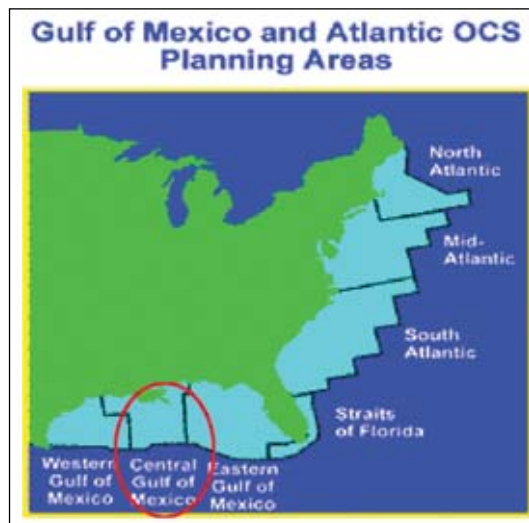 Gulf of Mexico and Atlantic OCS
Planning Areas
North
Atlantic
Mid-
Atlantic
South
Atlantic
Straits
of Florida
Western
Gulf of
Mexico
Central
Gulf of
Mexico
Eastern
Gulf of
Mexico